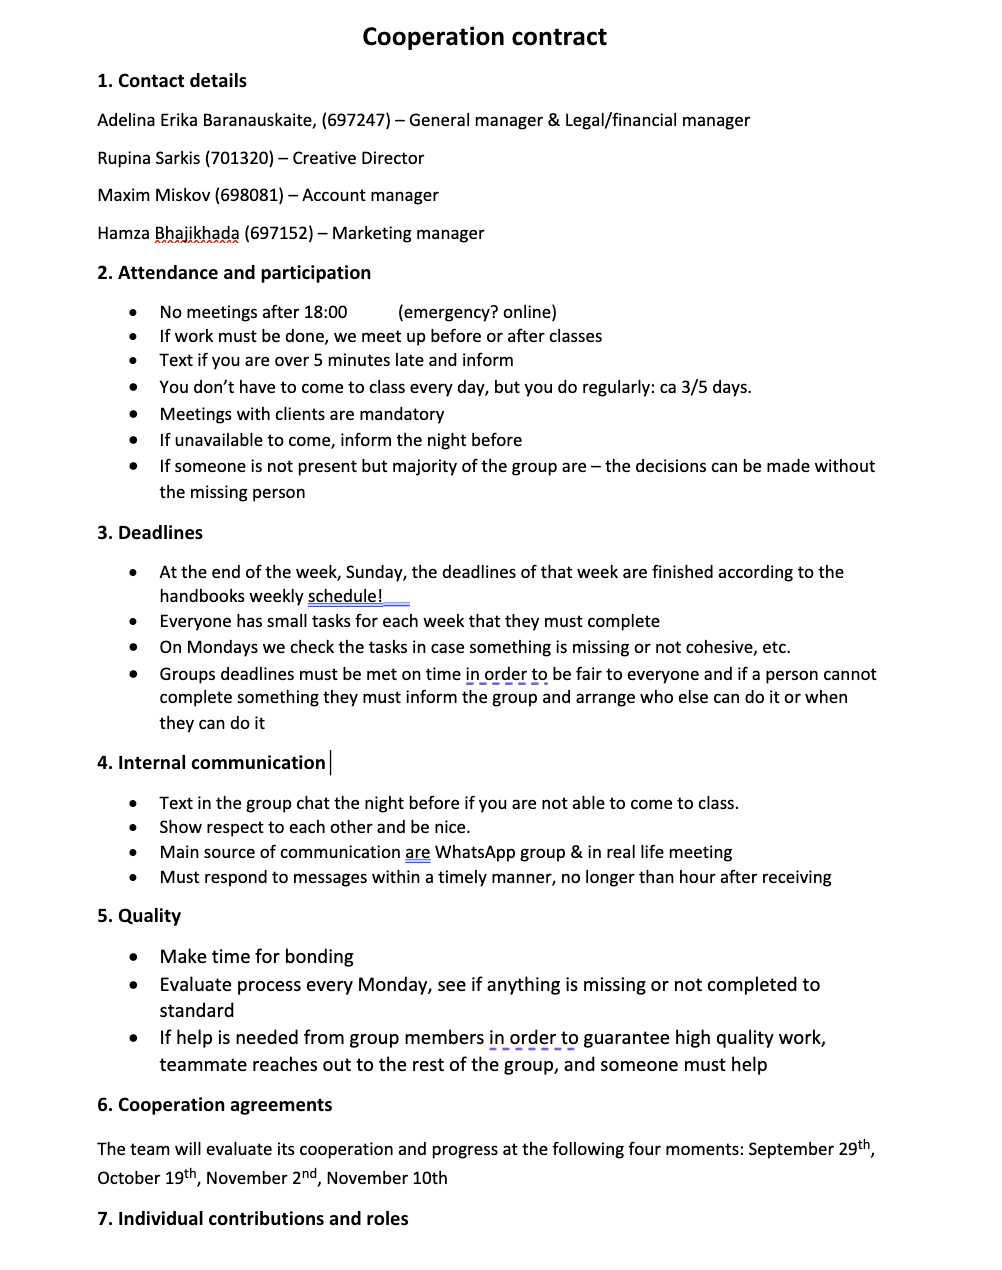 Cooperation contract
1. Contact details
Adelina Erika Baranauskaite, (697247) – General manager & Legal/financial manager
Rupina Sarkis (701320) – Creative Director
Maxim Miskov (698081) – Account manager
Hamza Bhajikhada (697152) – Marketing manager
2. Attendance and participation
• No meetings after 18:00 (emergency? online)
• If work must be done, we meet up before or after classes
• Text if you are over 5 minutes late and inform
• You don’t have to come to class every day, but you do regularly: ca 3/5 days.
• Meetings with clients are mandatory
• If unavailable to come, inform the night before
• If someone is not present but majority of the group are – the decisions can be made without
the missing person
3. Deadlines
• At the end of the week, Sunday, the deadlines of that week are finished according to the
handbooks weekly schedule!
• Everyone has small tasks for each week that they must complete
• On Mondays we check the tasks in case something is missing or not cohesive, etc.
• Groups deadlines must be met on time in order to be fair to everyone and if a person cannot
complete something they must inform the group and arrange who else can do it or when
they can do it
4. Internal communication
• Text in the group chat the night before if you are not able to come to class.
• Show respect to each other and be nice.
• Main source of communication are WhatsApp group & in real life meeting
• Must respond to messages within a timely manner, no longer than hour after receiving
5. Quality
• Make time for bonding
• Evaluate process every Monday, see if anything is missing or not completed to
standard
• If help is needed from group members in order to guarantee high quality work,
teammate reaches out to the rest of the group, and someone must help
6. Cooperation agreements
The team will evaluate its cooperation and progress at the following four moments: September 29th,
October 19th, November 2nd, November 10th
7. Individual contributions and roles